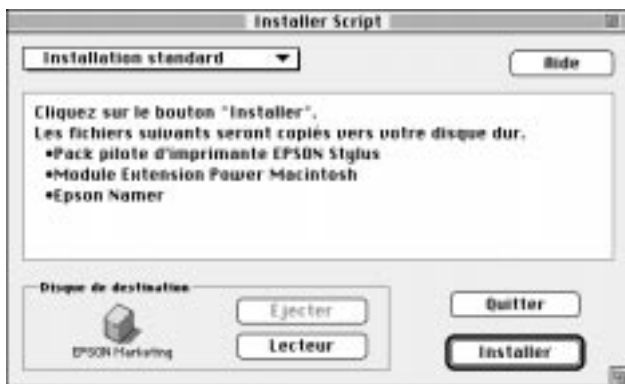 Installer Script
Installation standard
Aide
Cliquez sur le bouton "Installer".
Les fichiers suivants seront copiés vers votre disque dur.
•Pack pilote d'imprimante EPSON Stylus
•Module Extension Power Macintosh
•Epson Namer
Disque de destination
Ejecter
Quitter
EPSON Marketing
Lecteur
Installer